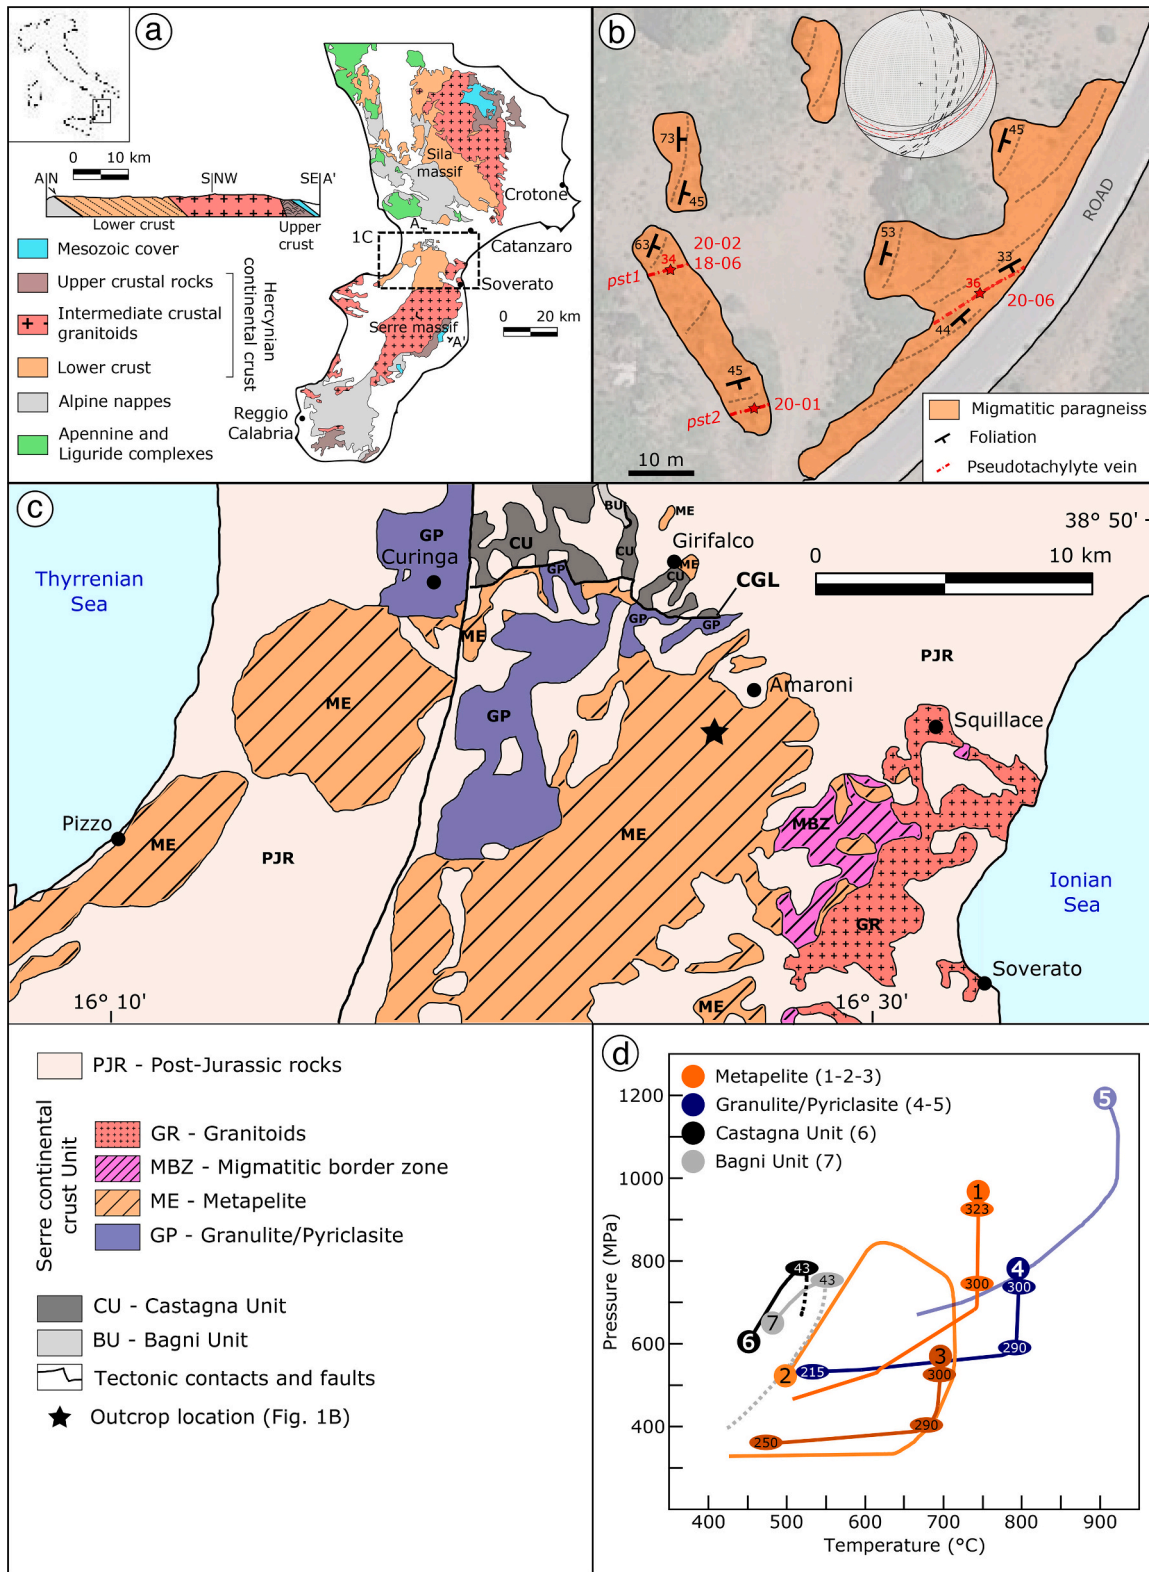 a
0 10 km
A N
S NW
SE A'
Lower crust
Upper
crust
Mesozoic cover
Upper crustal rocks
Intermediate crustal
granitoids
Lower crust
Hercynian
continental crust
Alpine nappes
Apennine and
Liguride complexes
Sila
massif
Crotone
A
1C
Catanzaro
Soverato
Serre massif
0 20 km
A'
Reggio
Calabria
b
73
45
45
63
34
20-02
18-06
pst1
53
33
36
20-06
44
45
pst2
20-01
ROAD
10 m
Migmatitic paragneiss
Foliation
Pseudotachylyte vein
c
Thyrrenian
Sea
GP
Curinga
CU
BU
ME
Girifalco
38° 50'
0 10 km
CU
ME
CU
GP
CGL
GP
GP
ME
PJR
ME
Amaroni
GP
Squillace
Pizzo
ME
PJR
ME
MBZ
Ionian
Sea
GR
Soverato
16° 10'
ME
16° 30'
PJR - Post-Jurassic rocks
Serre continental
crust Unit
GR - Granitoids
MBZ - Migmatitic border zone
ME - Metapelite
GP - Granulite/Pyriclasite
CU - Castagna Unit
BU - Bagni Unit
Tectonic contacts and faults
Outcrop location (Fig. 1B)
d
Metapelite (1-2-3)
Granulite/Pyriclasite (4-5)
Castagna Unit (6)
Bagni Unit (7)
Pressure (MPa)
1200
1000
800
600
400
5
1
323
300
4
300
290
43
43
7
6
2
215
3
300
290
250
400 500 600 700 800 900
Temperature (°C)